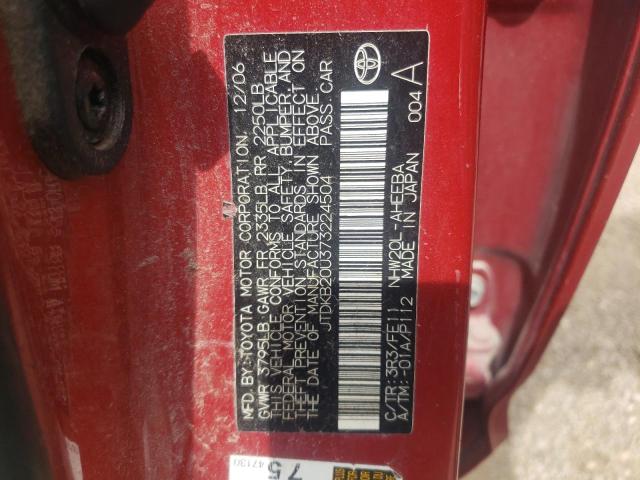 MFD. BY: TOYOTA MOTOR CORPORATION 12/06
GVWR 3795LB GAWR FR 2335LB RR 2250LB
THIS VEHICLE CONFORMS TO ALL APPLICABLE
FEDERAL MOTOR VEHICLE SAFETY, BUMPER, AND
THEFT PREVENTION STANDARDS IN EFFECT ON
THE DATE OF MANUFACTURE SHOWN ABOVE.
JTDKB20U373224504 PASS. CAR
C/TR: 3R3/FE11 NHW20L-AHEEBA
A/TM: -01A/P112 MADE IN JAPAN
004 A
75
47130